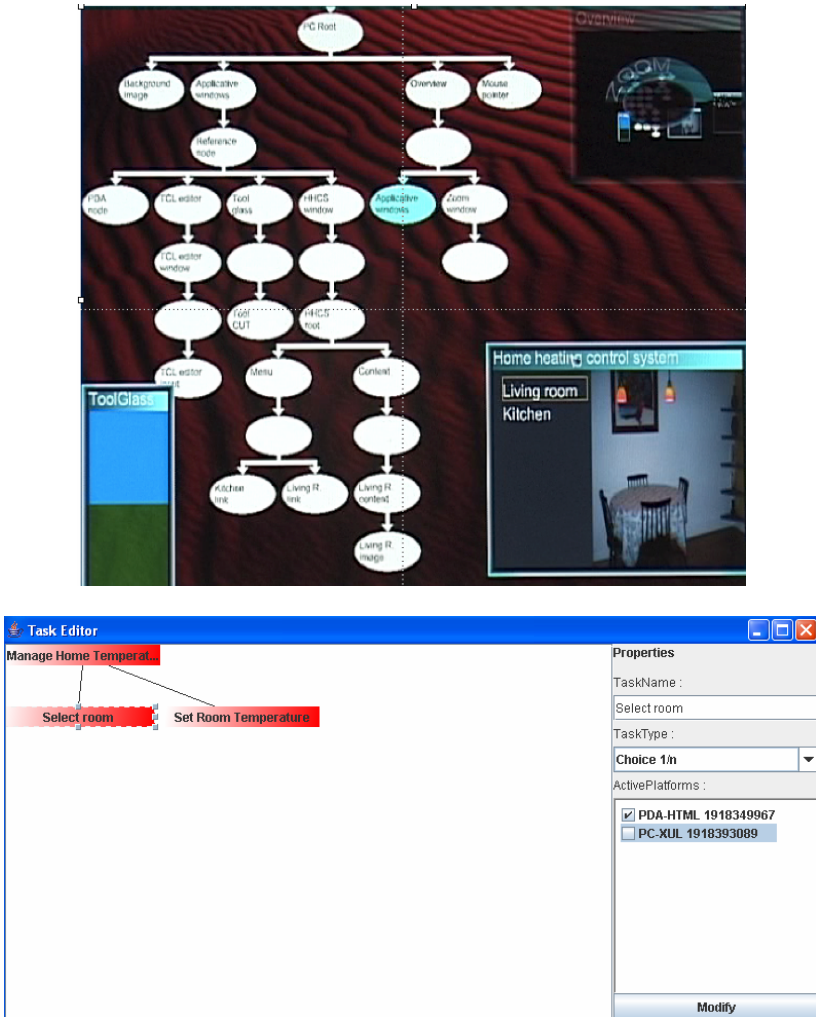 PC Root
Overview
Background
image
Applicative
windows
Overview
Mouse
pointer
Reference
node
PDA
node
TCL editor
Tool
glass
HHCS
window
Applicative
windows
Zoom
window
TCL editor
window
Tool
CUT
HHCS
root
TCL editor
Menu
Content
ToolGlass
Home heating control system
Living room
Kitchen
Kitchen
link
Living R.
link
Living R.
content
Living R.
image
Task Editor
Manage Home Temperat...
Select room
Set Room Temperature
Properties
TaskName :
Select room
TaskType :
Choice 1/n
ActivePlatforms :
PDA-HTML 1918349967
PC-XUL 1918393089
Modify